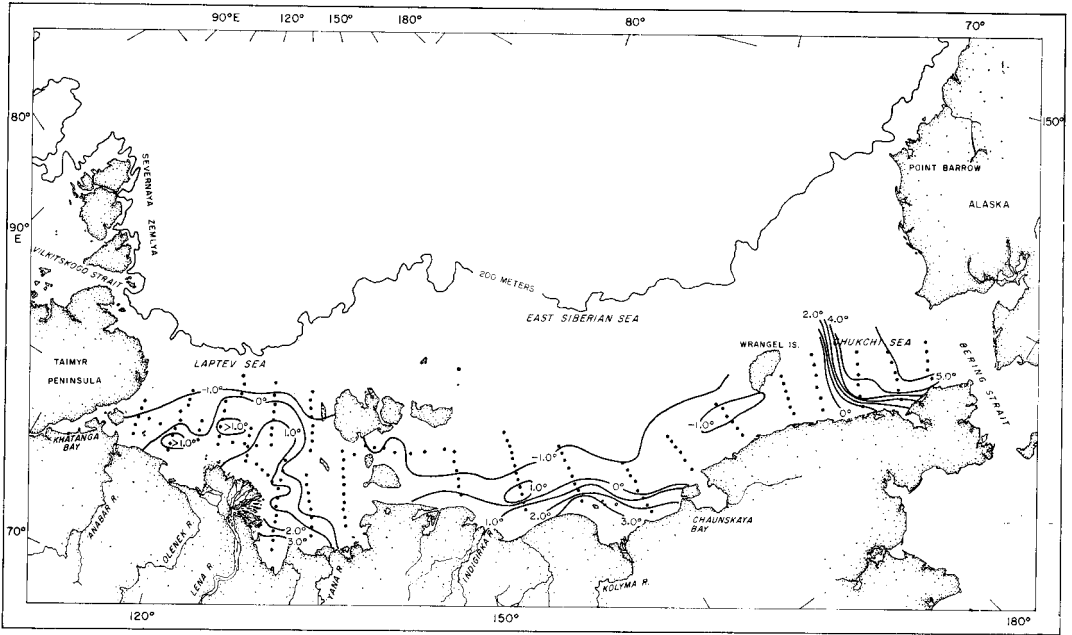 90°E 120° 150° 180° 80° 70°
80°
150°
SEVERNAYA ZEMLYA
POINT BARROW
ALASKA
90°
E
VILKITSKOGO STRAIT
200 METERS
EAST SIBERIAN SEA
2.0° 4.0°
TAIMYR
PENINSULA
LAPTEV SEA
WRANGEL IS.
CHUKCHI SEA
BERING STRAIT
5.0°
-1.0°
0°
0°
KHATANGA
BAY
>1.0°
>1.0°
1.0°
-1.0°
-1.0°
1.0°
0°
2.0°
3.0°
1.0°
2.0°
3.0°
CHAUNSKAYA
BAY
70°
ANABAR R.
OLENEK R.
LENA R.
YANA R.
INDIGIRKA R.
KOLYMA R.
120° 150° 180°